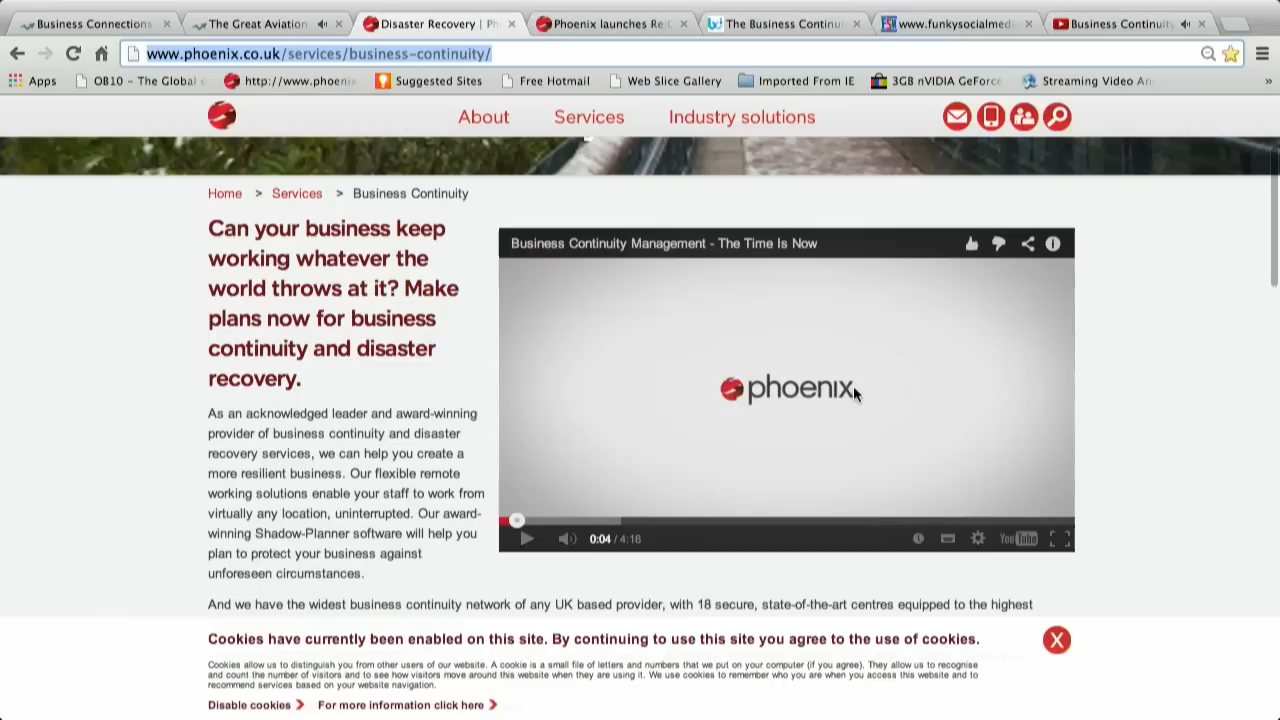 Business Connections
The Great Aviation
Disaster Recovery | Ph
Phoenix launches Re:C
The Business Continui
www.funkysocialmedi
Business Continuity
www.phoenix.co.uk/services/business-continuity/
Apps
OB10 - The Global e
http://www.phoenix
Suggested Sites
Free Hotmail
Web Slice Gallery
Imported From IE
3GB nVIDIA GeForce
Streaming Video An
»
About
Services
Industry solutions
Home > Services > Business Continuity
Can your business keep
working whatever the
world throws at it? Make
plans now for business
continuity and disaster
recovery.
As an acknowledged leader and award-winning
provider of business continuity and disaster
recovery services, we can help you create a
more resilient business. Our flexible remote
working solutions enable your staff to work from
virtually any location, uninterrupted. Our award-
winning Shadow-Planner software will help you
plan to protect your business against
unforeseen circumstances.
Business Continuity Management - The Time Is Now
phoenix
0:04 / 4:16
YouTube
And we have the widest business continuity network of any UK based provider, with 18 secure, state-of-the-art centres equipped to the highest
Cookies have currently been enabled on this site. By continuing to use this site you agree to the use of cookies.
X
Cookies allow us to distinguish you from other users of our website. A cookie is a small file of letters and numbers that we put on your computer (if you agree). They allow us to recognise
and count the number of visitors and to see how visitors move around this website when they are using it. We use cookies to remember who you are when you access this website and to
recommend services based on your website navigation.
Disable cookies
For more information click here